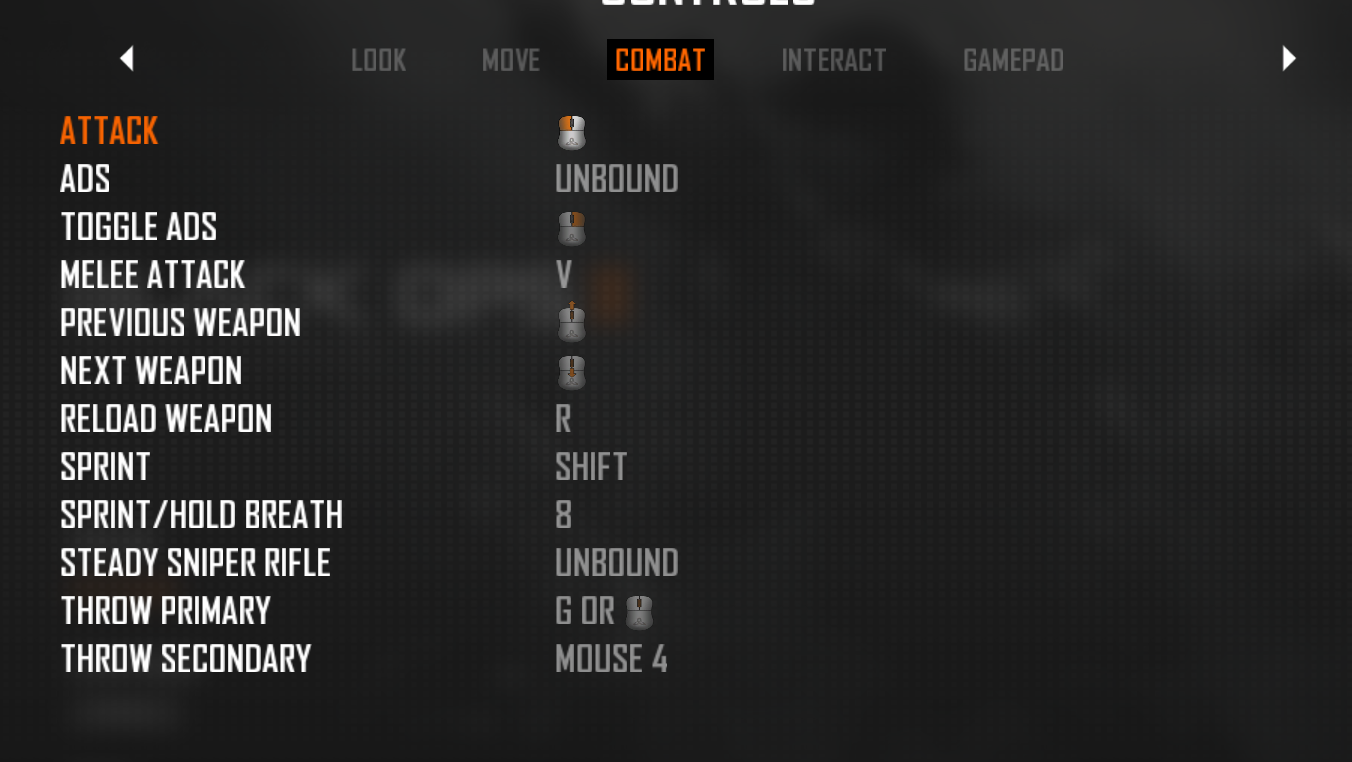 CONTROLS
LOOK MOVE COMBAT INTERACT GAMEPAD
ATTACK
ADS UNBOUND
TOGGLE ADS
MELEE ATTACK V
PREVIOUS WEAPON
NEXT WEAPON
RELOAD WEAPON R
SPRINT SHIFT
SPRINT/HOLD BREATH 8
STEADY SNIPER RIFLE UNBOUND
THROW PRIMARY G OR
THROW SECONDARY MOUSE 4